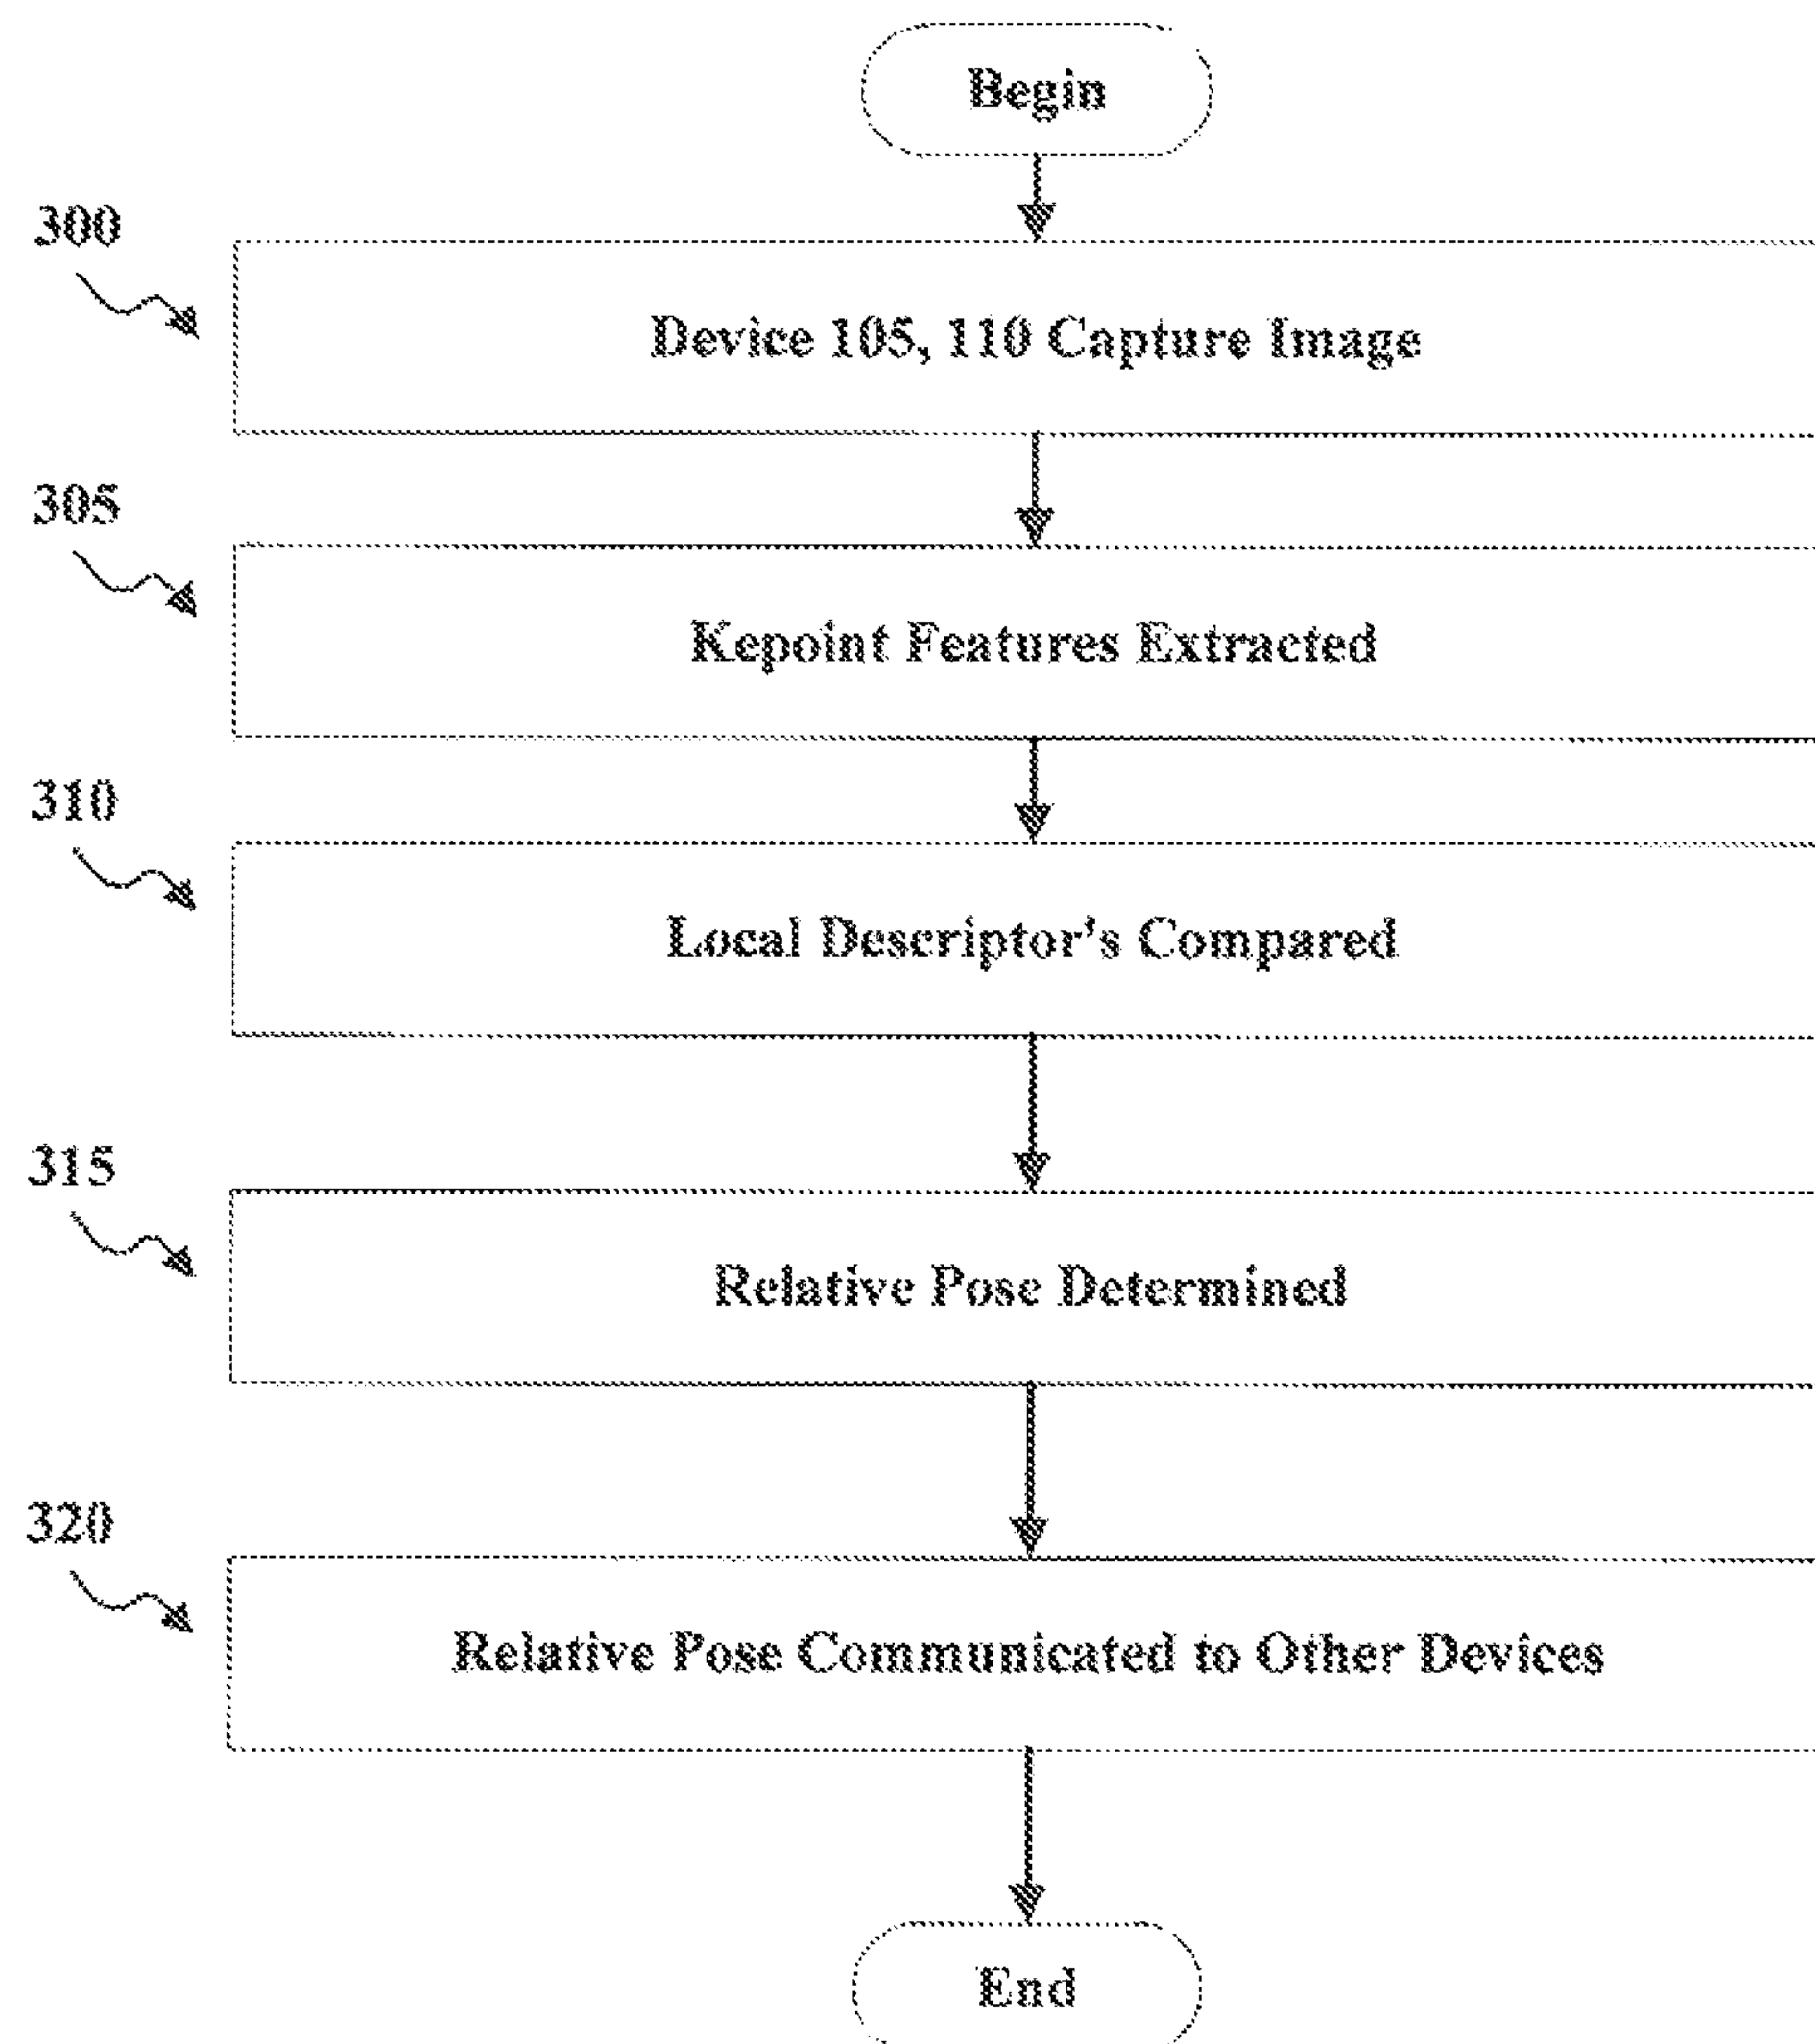 Begin
300
Device 105, 110 Capture Image
305
Kepoint Features Extracted
310
Local Descriptor's Compared
315
Relative Pose Determined
320
Relative Pose Communicated to Other Devices
End